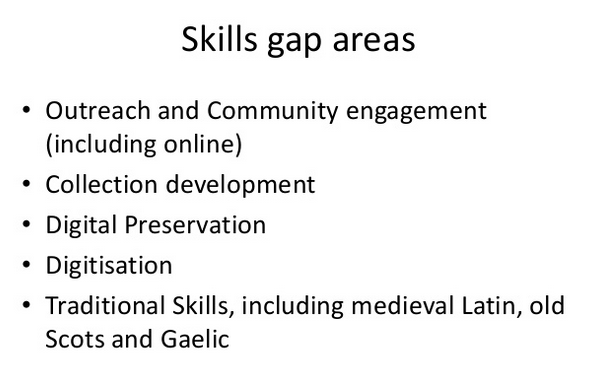 Skills gap areas
• Outreach and Community engagement
(including online)
• Collection development
• Digital Preservation
• Digitisation
• Traditional Skills, including medieval Latin, old
Scots and Gaelic